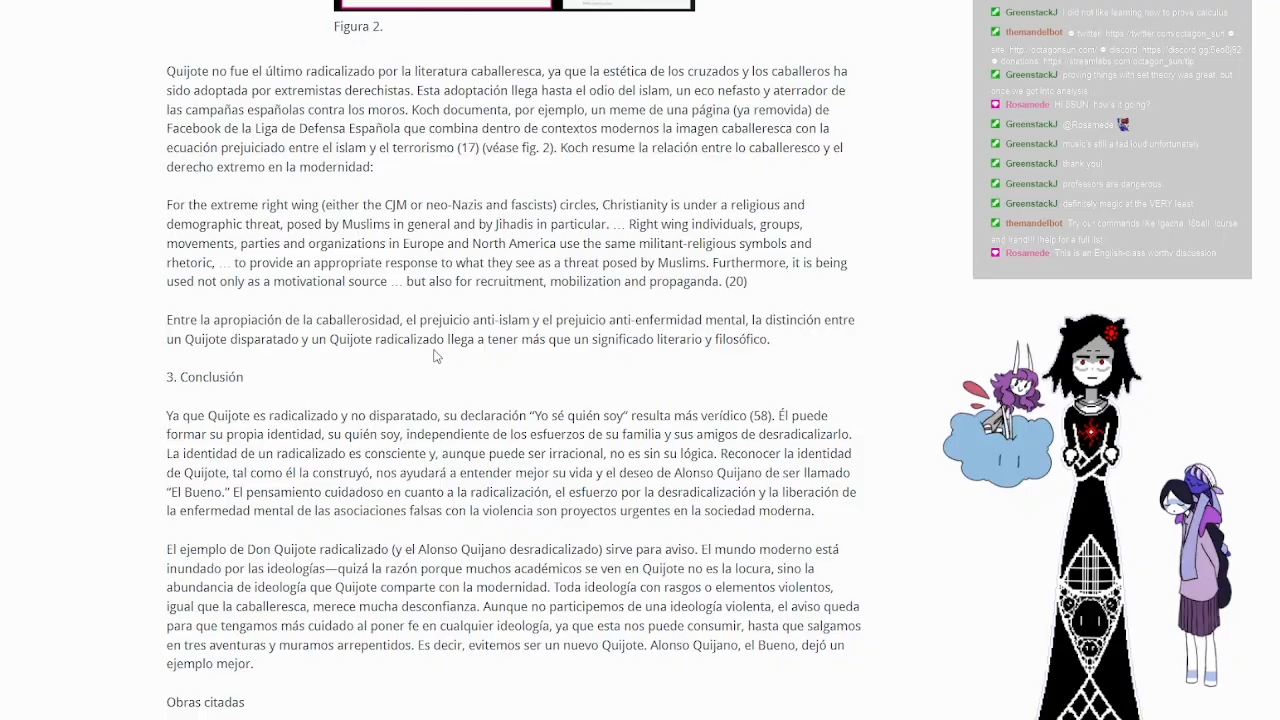 Figura 2.
Quijote no fue el último radicalizado por la literatura caballeresca, ya que la estética de los cruzados y los caballeros ha
sido adoptada por extremistas derechistas. Esta adoptación llega hasta el odio del islam, un eco nefasto y aterrador de
las campañas españolas contra los moros. Koch documenta, por ejemplo, un meme de una página (ya removida) de
Facebook de la Liga de Defensa Española que combina dentro de contextos modernos la imagen caballeresca con la
ecuación prejuiciado entre el islam y el terrorismo (17) (véase fig. 2). Koch resume la relación entre lo caballeresco y el
derecho extremo en la modernidad:
For the extreme right wing (either the CJM or neo-Nazis and fascists) circles, Christianity is under a religious and
demographic threat, posed by Muslims in general and by Jihadis in particular. … Right wing individuals, groups,
movements, parties and organizations in Europe and North America use the same militant-religious symbols and
rhetoric, … to provide an appropriate response to what they see as a threat posed by Muslims. Furthermore, it is being
used not only as a motivational source … but also for recruitment, mobilization and propaganda. (20)
Entre la apropiación de la caballerosidad, el prejuicio anti-islam y el prejuicio anti-enfermidad mental, la distinción entre
un Quijote disparatado y un Quijote radicalizado llega a tener más que un significado literario y filosófico.
3. Conclusión
Ya que Quijote es radicalizado y no disparatado, su declaración “Yo sé quién soy” resulta más verídico (58). Él puede
formar su propia identidad, su quién soy, independiente de los esfuerzos de su familia y sus amigos de desradicalizarlo.
La identidad de un radicalizado es consciente y, aunque puede ser irracional, no es sin su lógica. Reconocer la identidad
de Quijote, tal como él la construyó, nos ayudará a entender mejor su vida y el deseo de Alonso Quijano de ser llamado
“El Bueno.” El pensamiento cuidadoso en cuanto a la radicalización, el esfuerzo por la desradicalización y la liberación de
la enfermedad mental de las asociaciones falsas con la violencia son proyectos urgentes en la sociedad moderna.
El ejemplo de Don Quijote radicalizado (y el Alonso Quijano desradicalizado) sirve para aviso. El mundo moderno está
inundado por las ideologías—quizá la razón porque muchos académicos se ven en Quijote no es la locura, sino la
abundancia de ideología que Quijote comparte con la modernidad. Toda ideología con rasgos o elementos violentos,
igual que la caballeresca, merece mucha desconfianza. Aunque no participemos de una ideología violenta, el aviso queda
para que tengamos más cuidado al poner fe en cualquier ideología, ya que esta nos puede consumir, hasta que salgamos
en tres aventuras y muramos arrepentidos. Es decir, evitemos ser un nuevo Quijote. Alonso Quijano, el Bueno, dejó un
ejemplo mejor.
Obras citadas
GreenstackJ I did not like learning how to prove calculus
themandelbot twitter: https://twitter.com/octagon_sun
site: http://octagonsun.com/ discord: https://discord.gg/
donations: https://streamlabs.com/octagon_sun/tip
GreenstackJ proving things with set theory was great, but
once we got into analysis
Rosamede Hi 8SUN how's it going?
GreenstackJ @Rosamede
GreenstackJ music's still a tad loud unfortunately
GreenstackJ thank you!
GreenstackJ professors are dangerous
GreenstackJ definitely magic at the VERY least
themandelbot Try our commands like !gacha, !8ball, !curse
and !rand!! !help for a full list
Rosamede This is an English-class worthy discussion